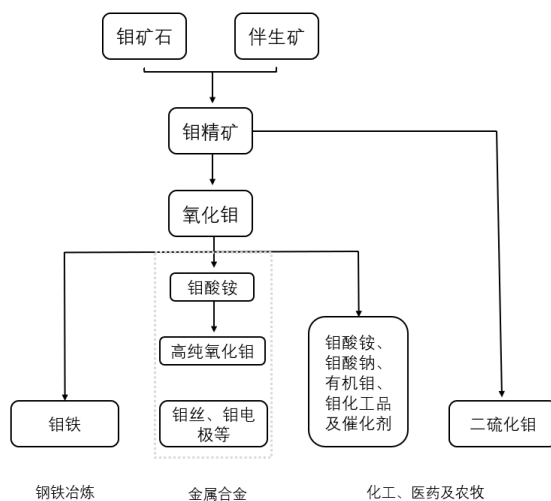 钼矿石
伴生矿
钼精矿
氧化钼
钼酸铵
高纯氧化钼
钼酸铵、
钼酸钠、
有机钼、
钼化工品
及催化剂
钼铁
钼丝、钼电
极等
二硫化钼
钢铁冶炼
金属合金
化工、医药及农牧